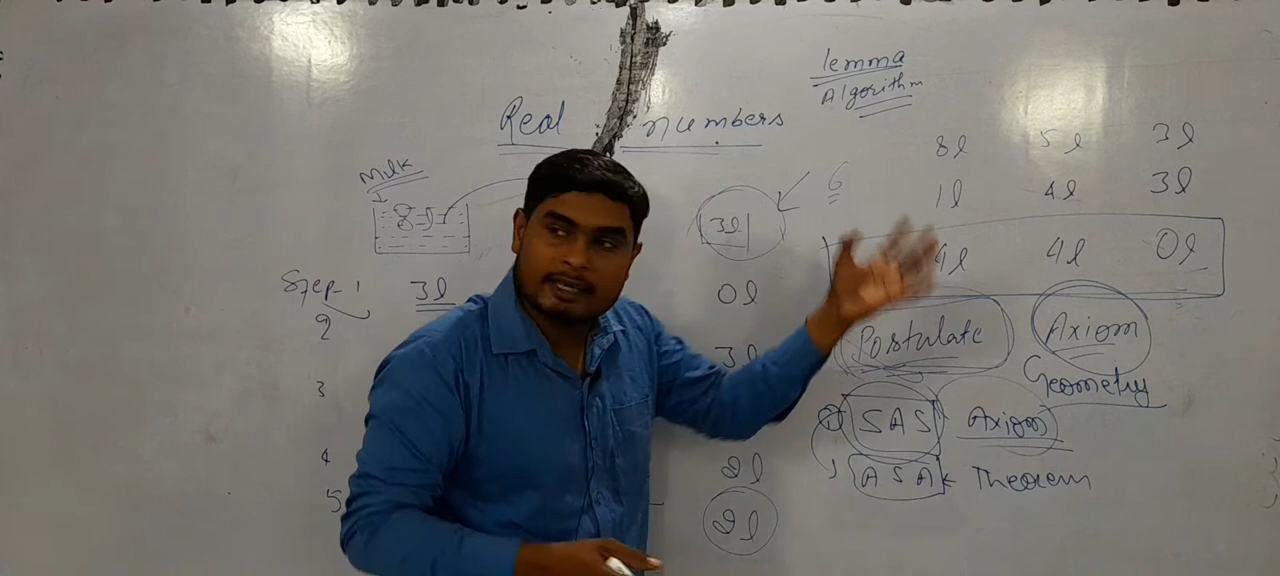 lemma
Algorithm
Real numbers
Milk
8 l
3l
6
8l 5l 3l
1l 4l 3l
4l 4l 0l
Step-1 3l 0l
2
3l
3
4
2l
5
2l
Postulate Axiom
Geometry
SAS Axiom
ASA Theorem